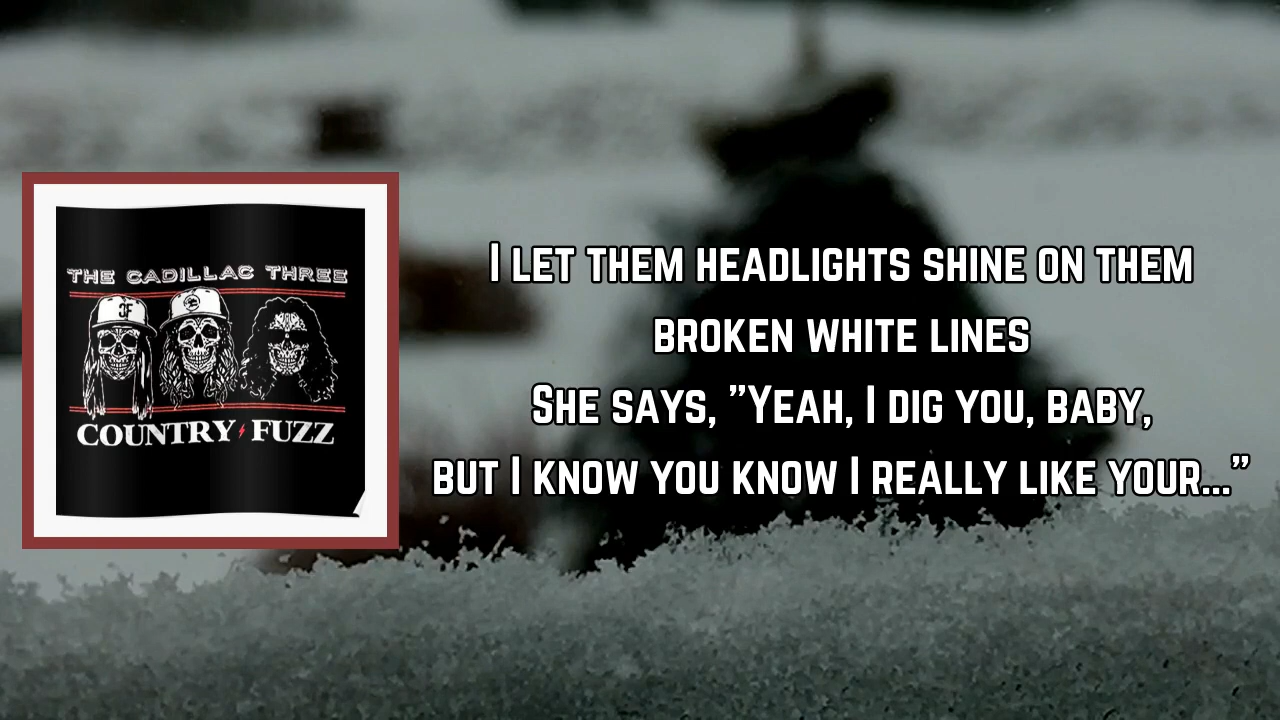 THE CADILLAC THREE
CF
COUNTRY FUZZ
I LET THEM HEADLIGHTS SHINE ON THEM
BROKEN WHITE LINES
SHE SAYS, "YEAH, I DIG YOU, BABY,
BUT I KNOW YOU KNOW I REALLY LIKE YOUR..."